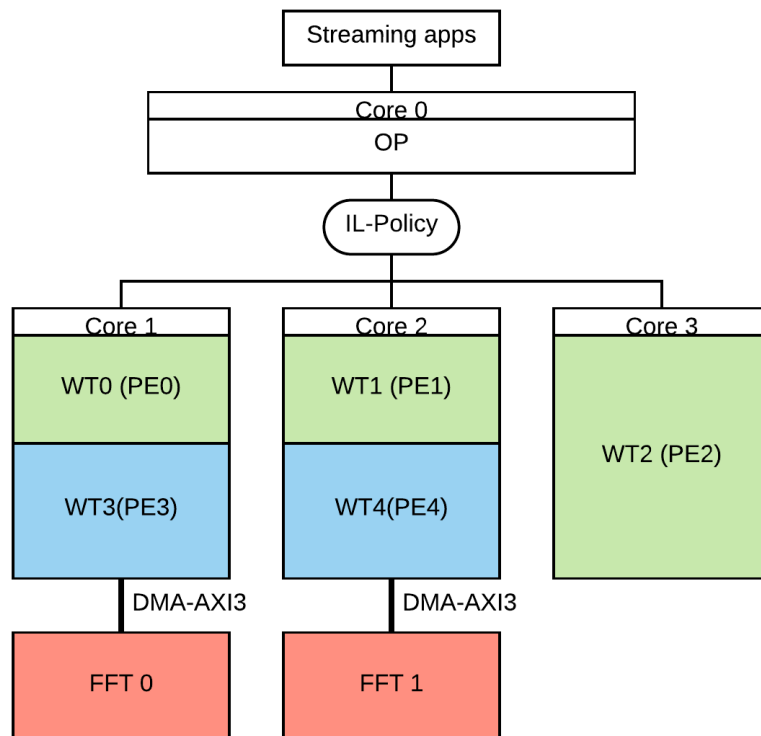 Streaming apps
Core 0
OP
IL-Policy
Core 1
Core 2
Core 3
WT0 (PE0)
WT1 (PE1)
WT2 (PE2)
WT3(PE3)
WT4(PE4)
DMA-AXI3
DMA-AXI3
FFT 0
FFT 1